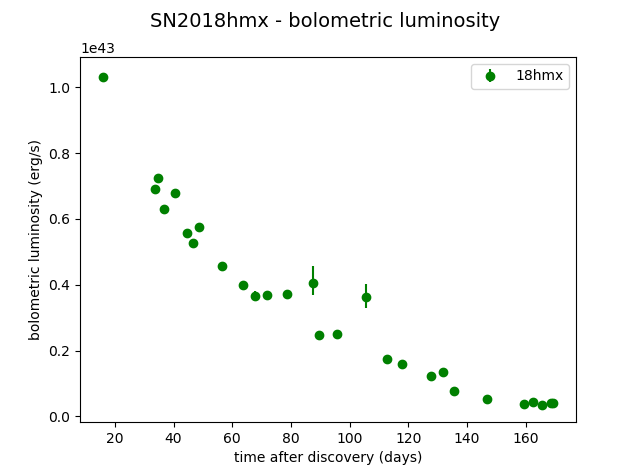 SN2018hmx - bolometric luminosity
1e43
18hmx
1.0
0.8
0.6
0.4
0.2
0.0
bolometric luminosity (erg/s)
20 40 60 80 100 120 140 160
time after discovery (days)